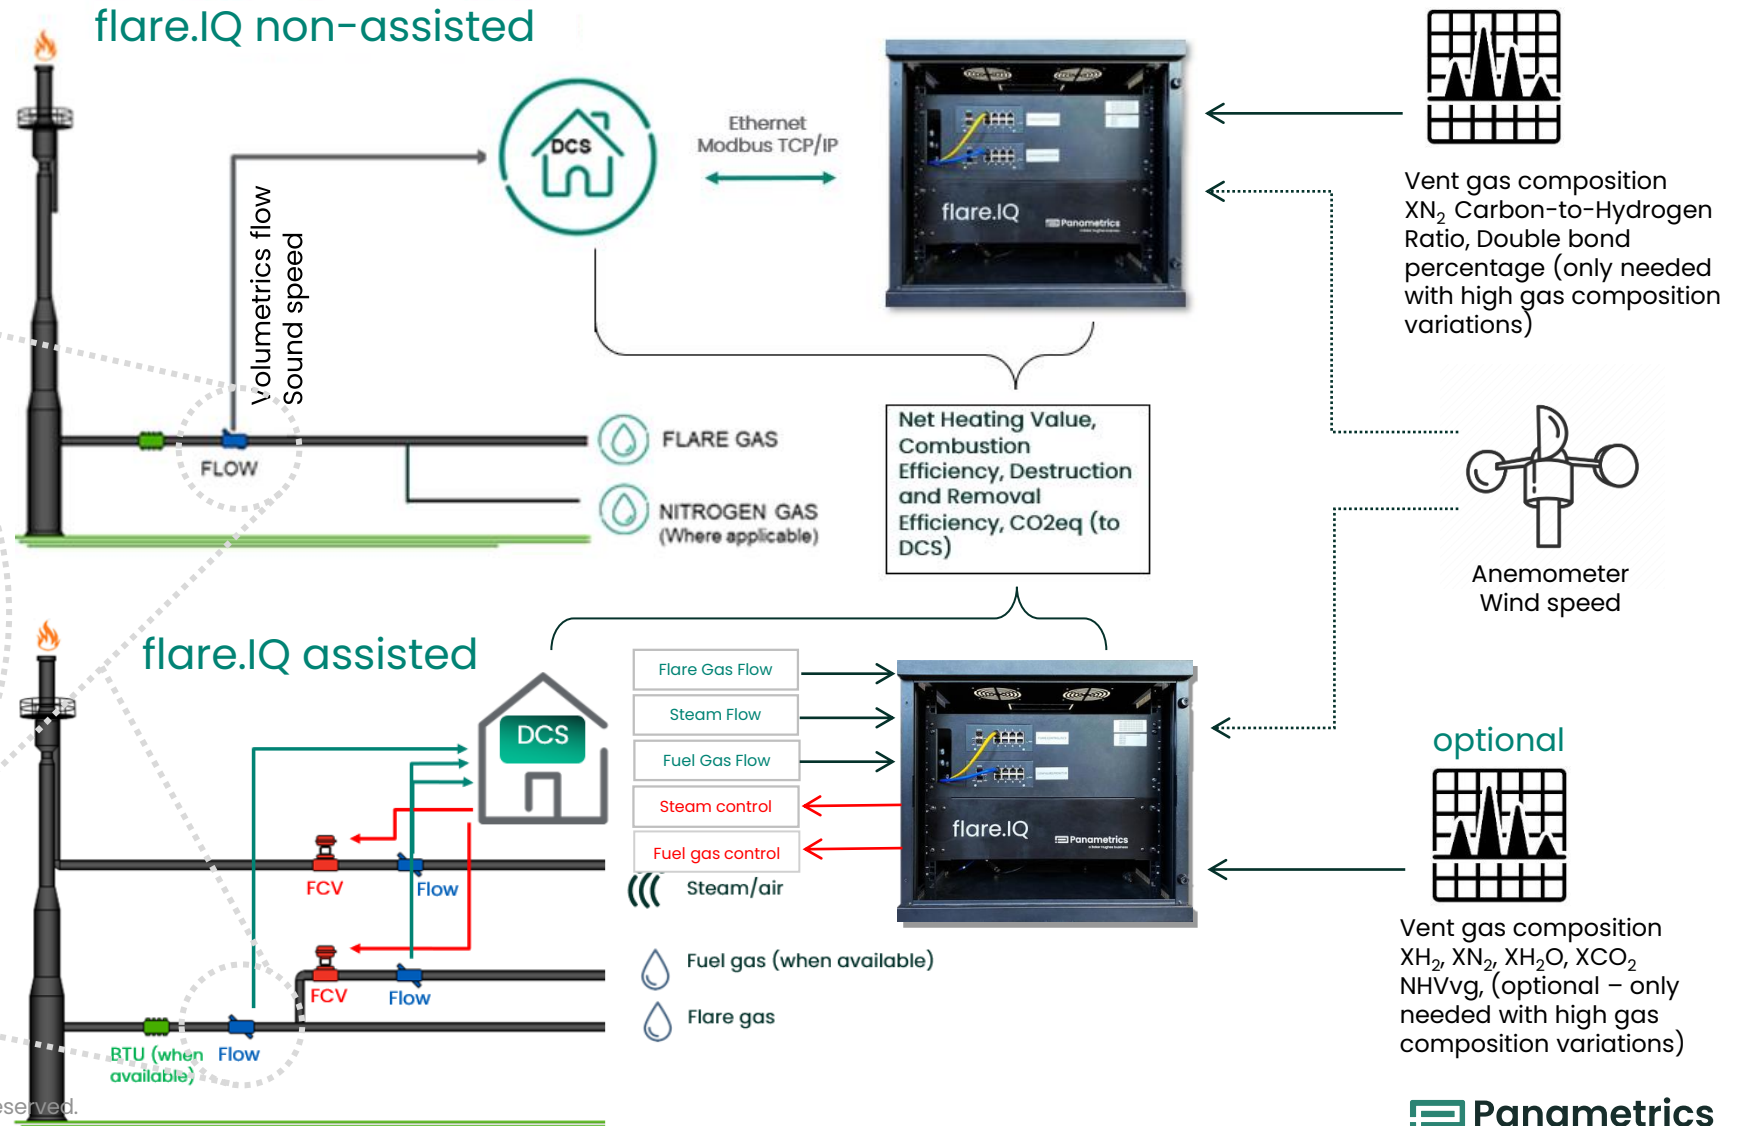 flare.IQ non-assisted
DCS
Ethernet
Modbus TCP/IP
flare.IQ
Panametrics
Vent gas composition
XN₂ Carbon-to-Hydrogen
Ratio, Double bond
percentage (only needed
with high gas composition
variations)
Volumetrics flow
Sound speed
FLOW
FLARE GAS
NITROGEN GAS
(Where applicable)
Net Heating Value,
Combustion
Efficiency, Destruction
and Removal
Efficiency, CO2eq (to
DCS)
Anemometer
Wind speed
flare.IQ assisted
DCS
Flare Gas Flow
Steam Flow
Fuel Gas Flow
Steam control
Fuel gas control
flare.IQ
Panametrics
optional
Vent gas composition
XH₂, XN₂, XH₂O, XCO₂
NHVvg, (optional – only
needed with high gas
composition variations)
FCV
Flow
Steam/air
FCV
Flow
Fuel gas (when available)
Flare gas
BTU (when
available)
Flow
eserved.
Panametrics